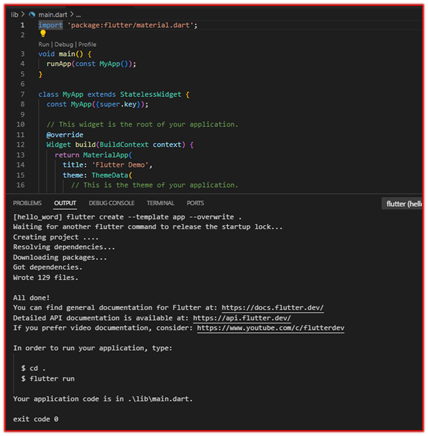 lib > main.dart > ...
1 import 'package:flutter/material.dart';
2
Run | Debug | Profile
3 void main() {
4 runApp(const MyApp());
5 }
6
7 class MyApp extends StatelessWidget {
8 const MyApp({super.key});
9
10 // This widget is the root of your application.
11 @override
12 Widget build(BuildContext context) {
13 return MaterialApp(
14 title: 'Flutter Demo',
15 theme: ThemeData(
16 // This is the theme of your application.
PROBLEMS OUTPUT DEBUG CONSOLE TERMINAL PORTS flutter (hello
[hello_word] flutter create --template app --overwrite .
Waiting for another flutter command to release the startup lock...
Creating project ....
Resolving dependencies...
Downloading packages...
Got dependencies.
Wrote 129 files.
All done!
You can find general documentation for Flutter at: https://docs.flutter.dev/
Detailed API documentation is available at: https://api.flutter.dev/
If you prefer video documentation, consider: https://www.youtube.com/c/flutterdev
In order to run your application, type:
$ cd .
$ flutter run
Your application code is in .\lib\main.dart.
exit code 0